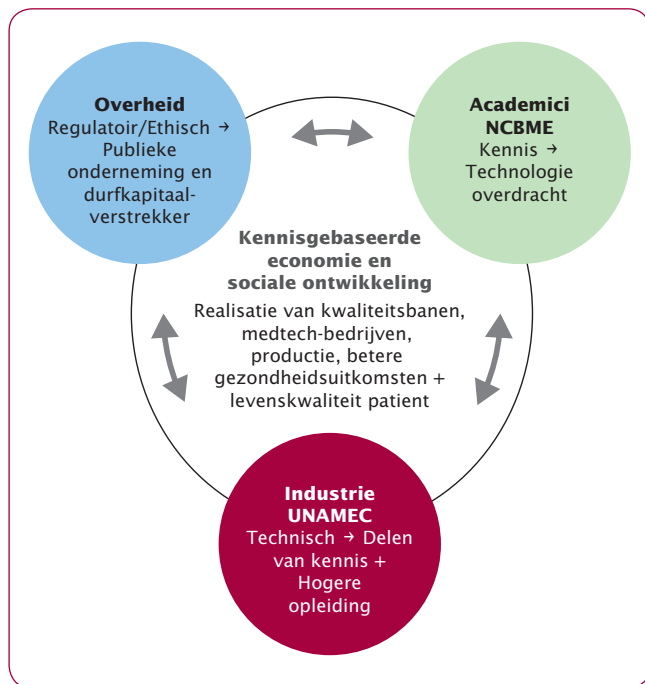 Overheid
Regulatoir/Ethisch →
Publieke
onderneming en
durfkapitaal-
verstrekker
Academici
NCBME
Kennis →
Technologie
overdracht
Kennisgebaseerde
economie en
sociale ontwikkeling
Realisatie van kwaliteitsbanen,
medtech-bedrijven,
productie, betere
gezondheidsuitkomsten +
levenskwaliteit patient
Industrie
UNAMEC
Technisch → Delen
van kennis +
Hogere
opleiding